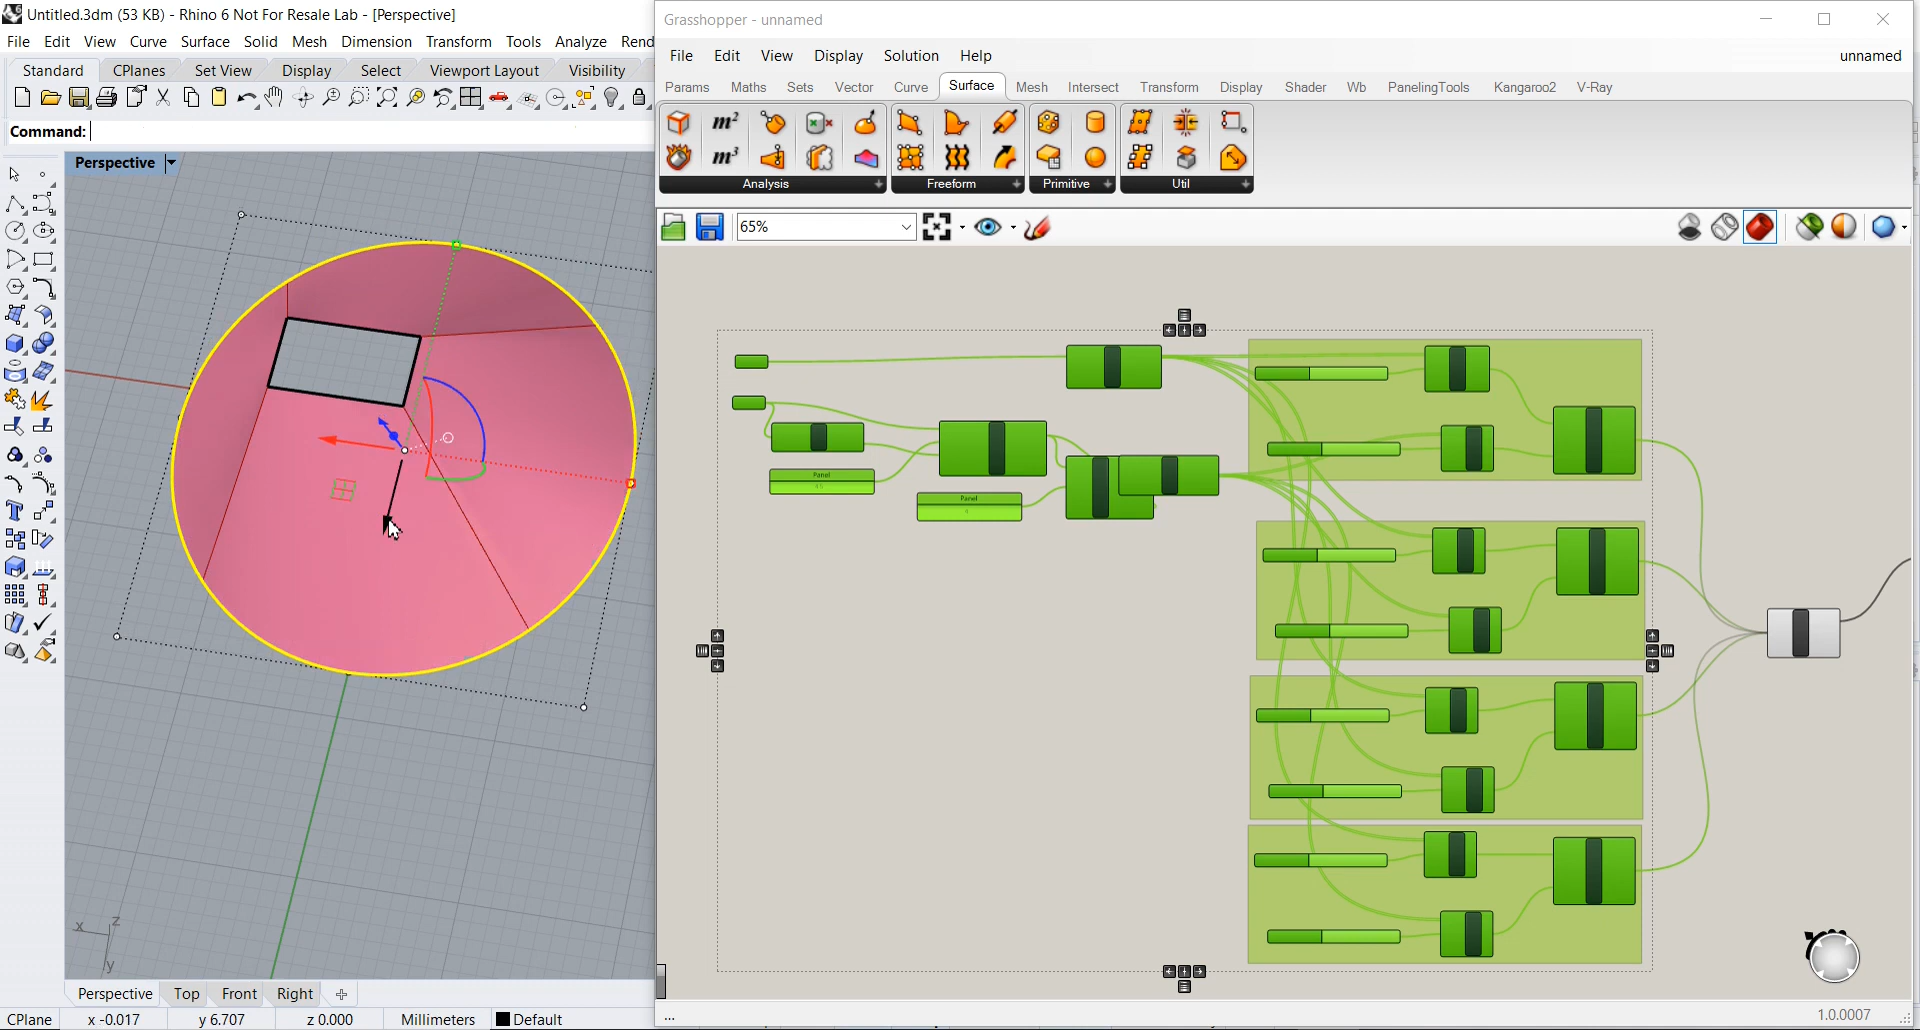 Untitled.3dm (53 KB) - Rhino 6 Not For Resale Lab - [Perspective]
File Edit View Curve Surface Solid Mesh Dimension Transform Tools Analyze Rend
Standard CPlanes Set View Display Select Viewport Layout Visibility
Command:
Perspective
x z
y
Perspective Top Front Right
CPlane x -0.017 y 6.707 z 0.000 Millimeters Default
Grasshopper - unnamed
File Edit View Display Solution Help unnamed
Params Maths Sets Vector Curve Surface Mesh Intersect Transform Display Shader Wb PanelingTools Kangaroo2 V-Ray
m²
m³
Analysis Freeform Primitive Util
65%
Panel
Panel
...
1.0.0007